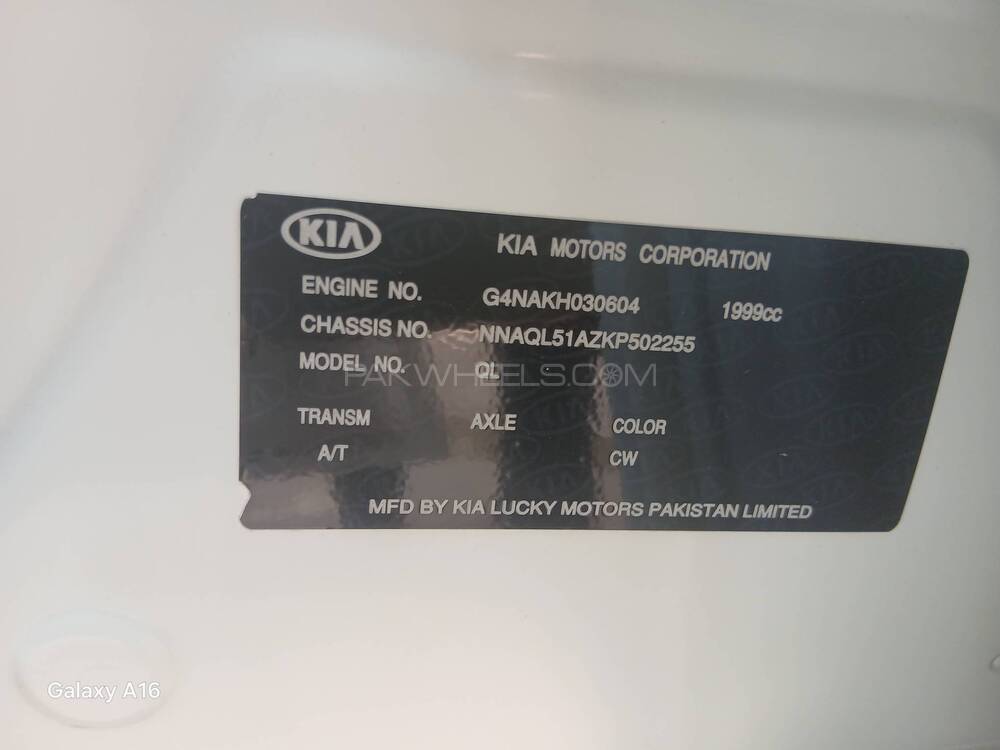 KIA
KIA MOTORS CORPORATION
ENGINE NO. G4NAKH030604 1999cc
CHASSIS NO. NNAQL51AZKP502255
MODEL NO. QL
PAKWHEELS.COM
TRANSM AXLE COLOR
A/T CW
MFD BY KIA LUCKY MOTORS PAKISTAN LIMITED
Galaxy A16